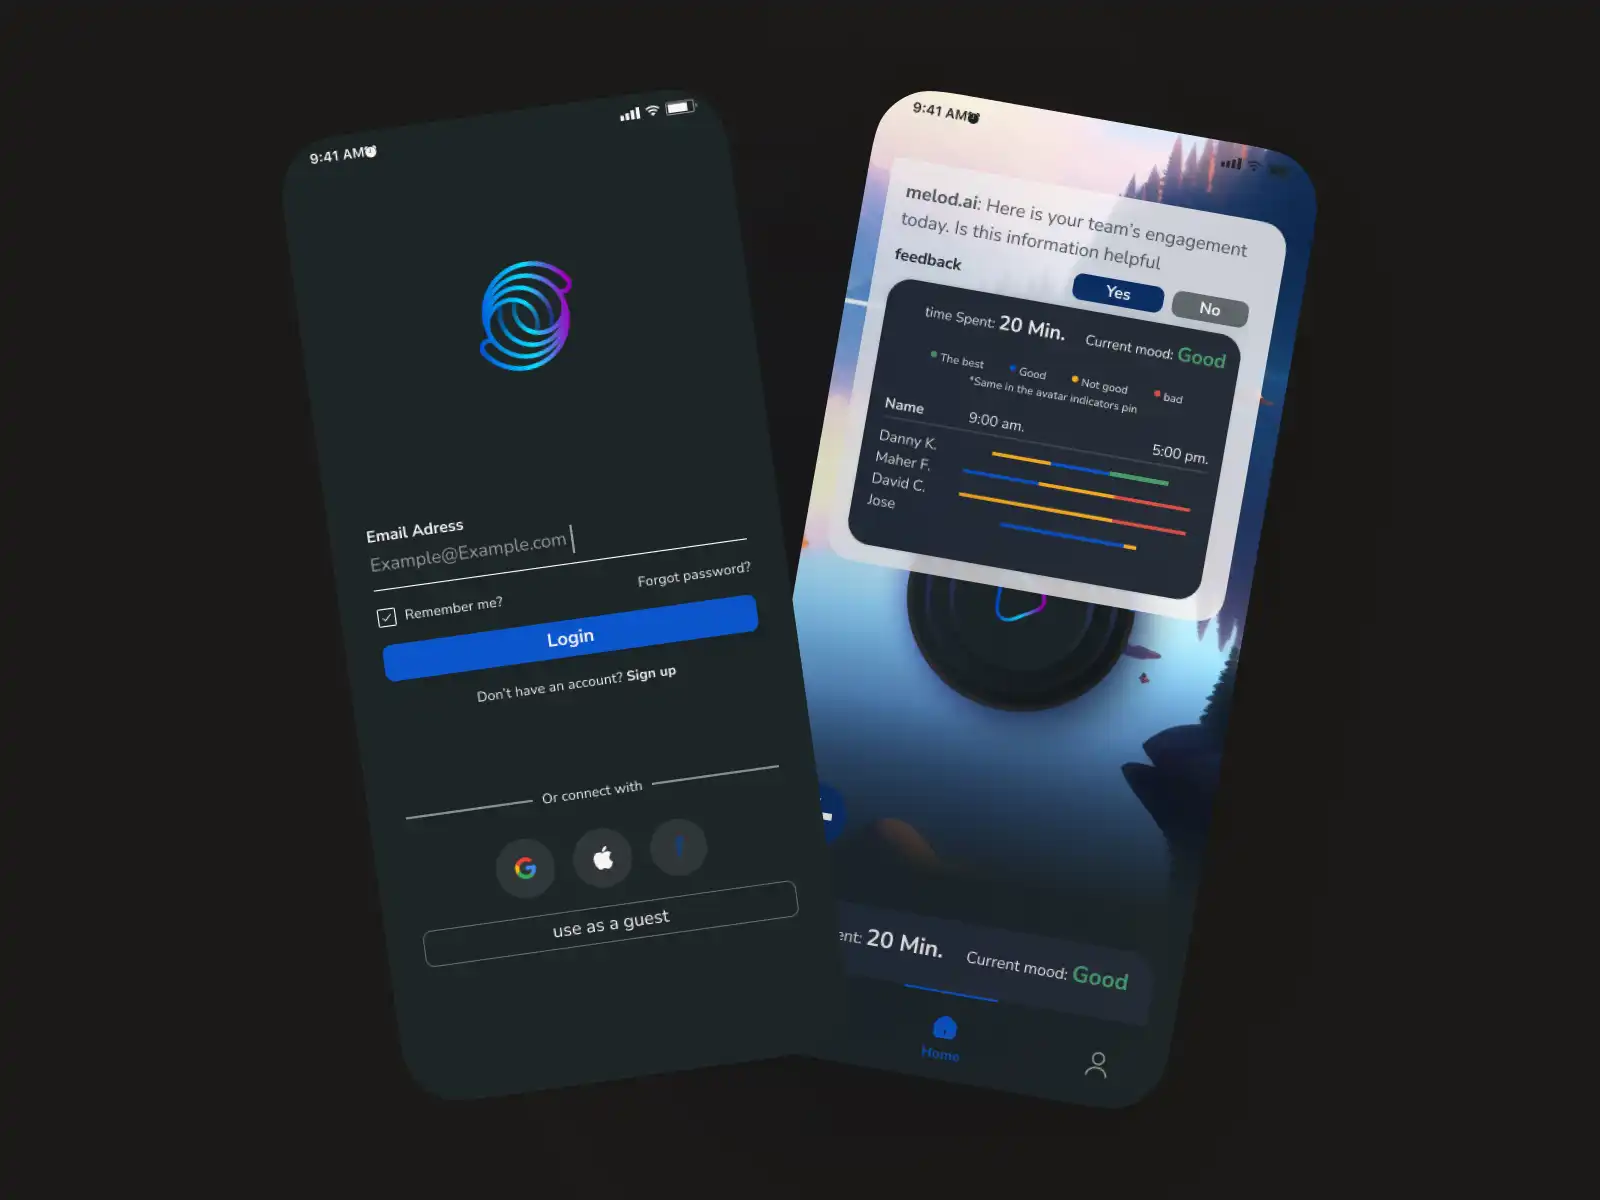 9:41 AM
Email Adress
Example@Example.com
Forgot password?
Remember me?
Login
Don't have an account? Sign up
Or connect with
use as a guest
9:41 AM
melod.ai: Here is your team's engagement
today. Is this information helpful
feedback
Yes
No
time Spent: 20 Min.
Current mood: Good
The best
Good
Not good
bad
*Same in the avatar indicators pin
Name
9:00 am.
5:00 pm.
Danny K.
Maher F.
David C.
Jose
ent: 20 Min.
Current mood: Good
Home